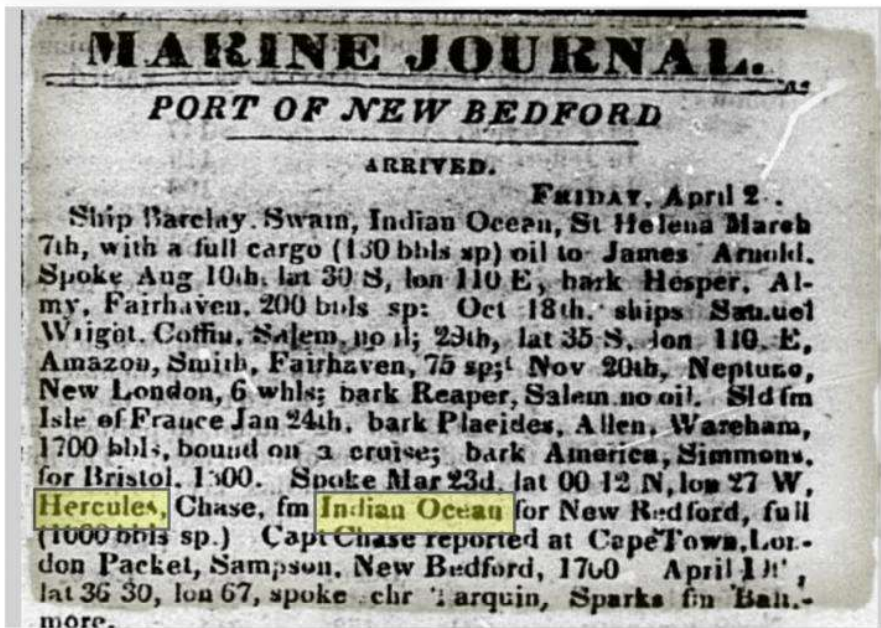 MARINE JOURNAL.
PORT OF NEW BEDFORD
ARRIVED.
FRIDAY, April 2 .
Ship Barclay. Swain, Indian Ocean, St Helena March
7th, with a full cargo (130 bbls sp) oil to James Arnold.
Spoke Aug 10th. lat 30 S, lon 110 E, bark Hesper. Al-
my, Fairhaven. 200 bbls sp: Oct 18th. ships Samuel
Wright. Coffin. Salem. no il; 29th, lat 35 S, lon 110. E,
Amazon, Smith, Fairhaven, 75 sp; Nov 20th, Neptune,
New London, 6 whls; bark Reaper, Salem no oil. Sld fm
Isle of France Jan 24th, bark Placides, Allen, Wareham,
1700 bbls, bound on a cruise; bark America, Simmons.
for Bristol. Spoke Mar 23d. lat 00 12 N, lon 27 W,
Hercules, Chase, fm Indian Ocean for New Bedford, full
(1000 bbls sp.) Capt Chase reported at Cape Town, Lon-
don Packet, Sampson, New Bedford, 1700 April
lat 36 30, lon 67, spoke Tarquin, Sparks fm Balti-
more.